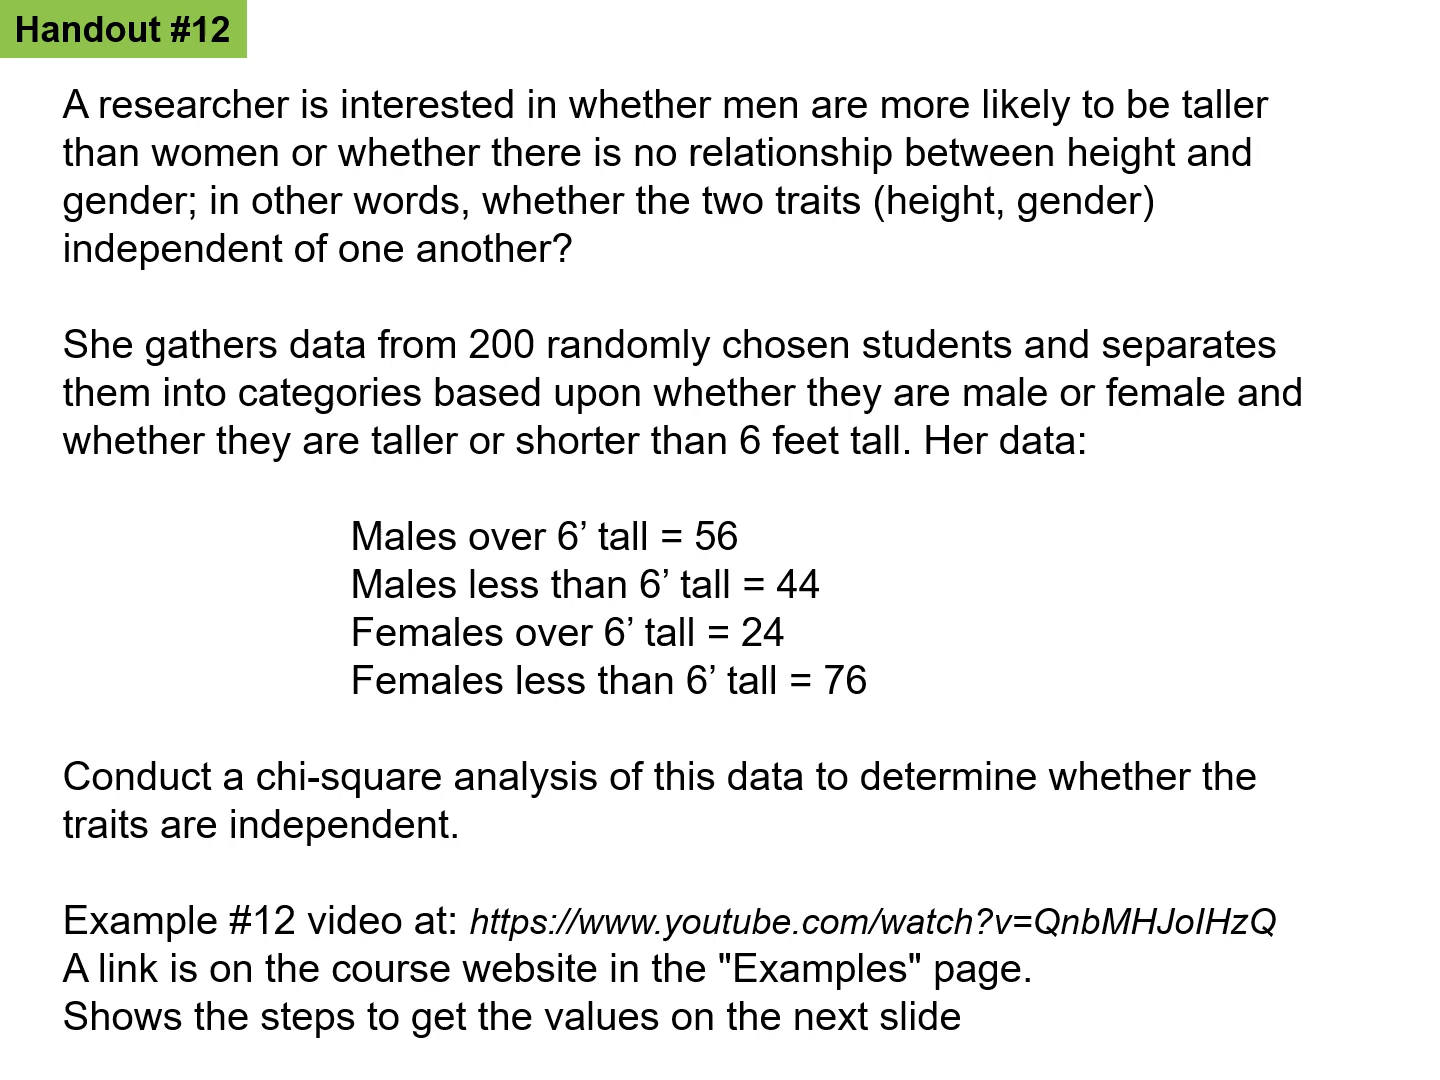 Handout #12
A researcher is interested in whether men are more likely to be taller
than women or whether there is no relationship between height and
gender; in other words, whether the two traits (height, gender)
independent of one another?
She gathers data from 200 randomly chosen students and separates
them into categories based upon whether they are male or female and
whether they are taller or shorter than 6 feet tall. Her data:
Males over 6’ tall = 56
Males less than 6’ tall = 44
Females over 6’ tall = 24
Females less than 6’ tall = 76
Conduct a chi-square analysis of this data to determine whether the
traits are independent.
Example #12 video at: https://www.youtube.com/watch?v=QnbMHJoIHzQ
A link is on the course website in the "Examples" page.
Shows the steps to get the values on the next slide